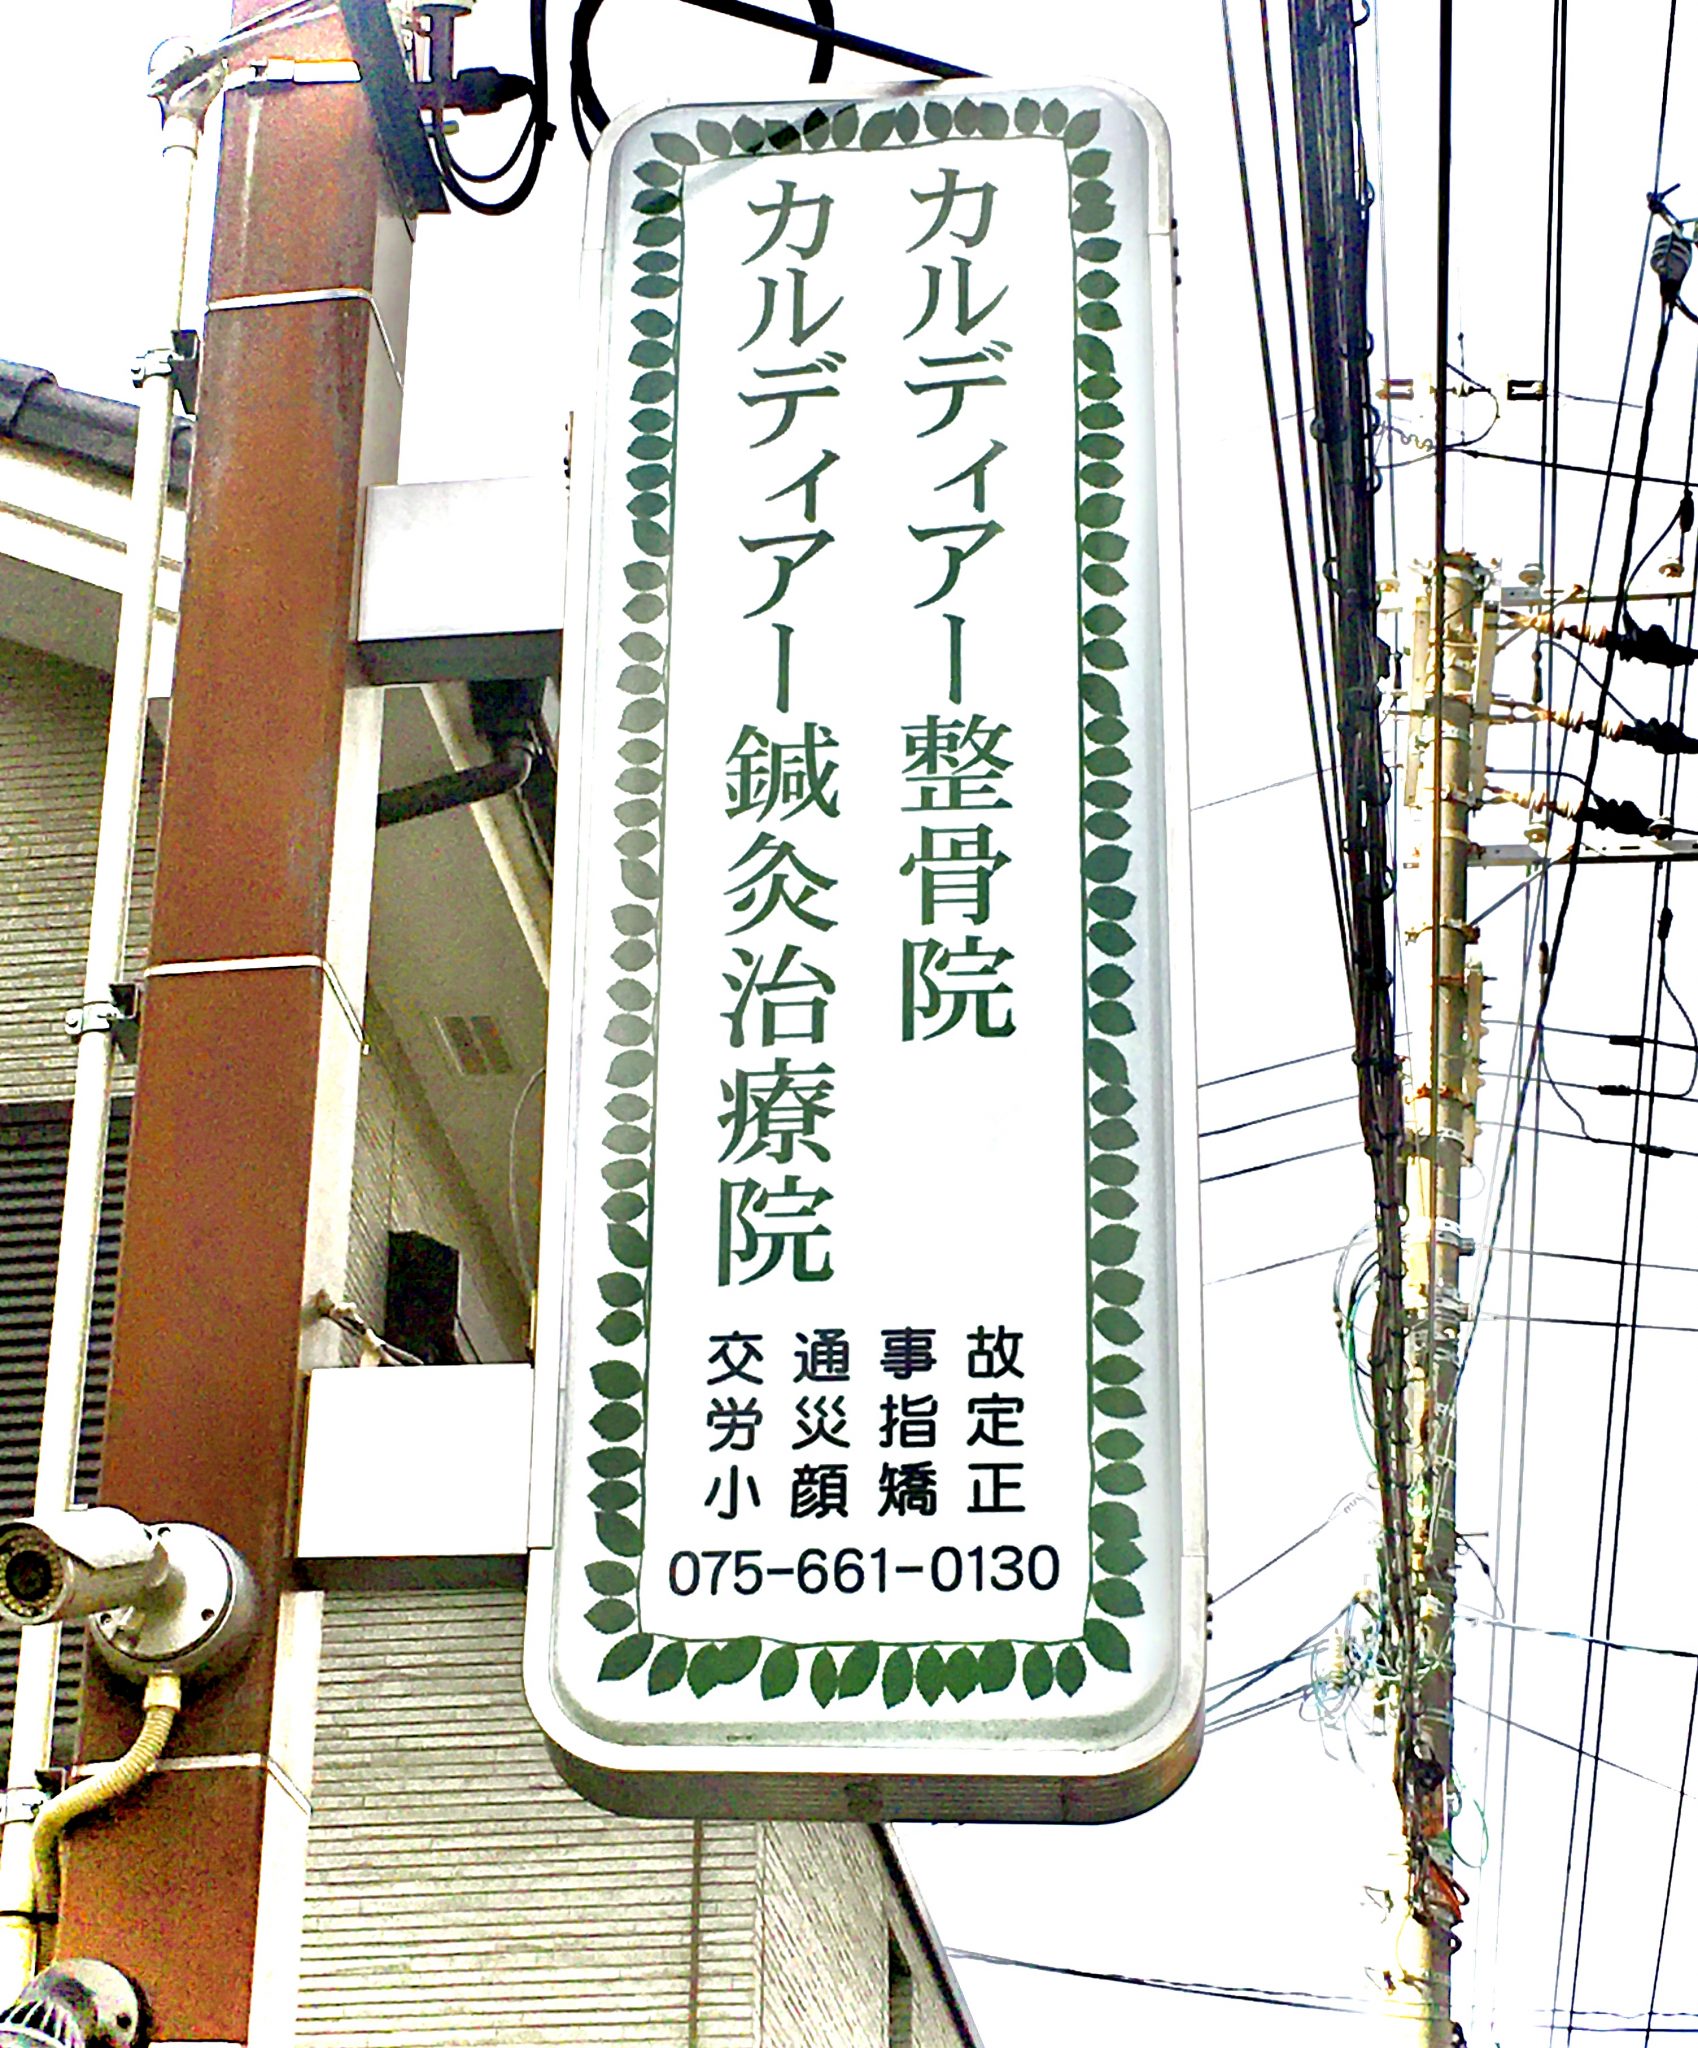 カルディアー整骨院
カルディアー鍼灸治療院
交通事故
労災指定
小顔矯正
075-661-0130